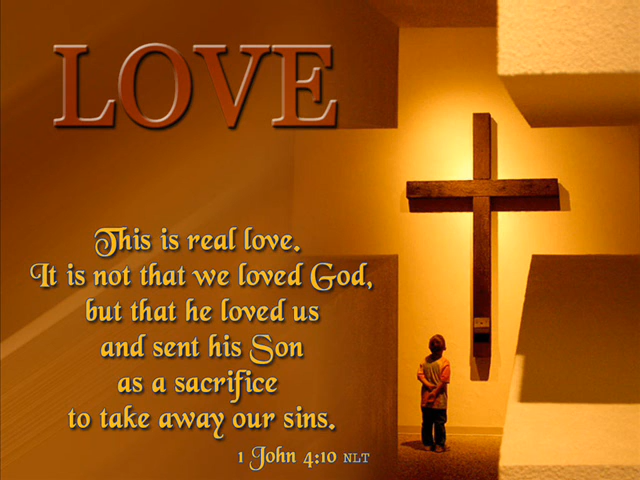 LOVE
This is real love.
It is not that we loved God,
but that he loved us
and sent his Son
as a sacrifice
to take away our sins.
1 John 4:10 NLT